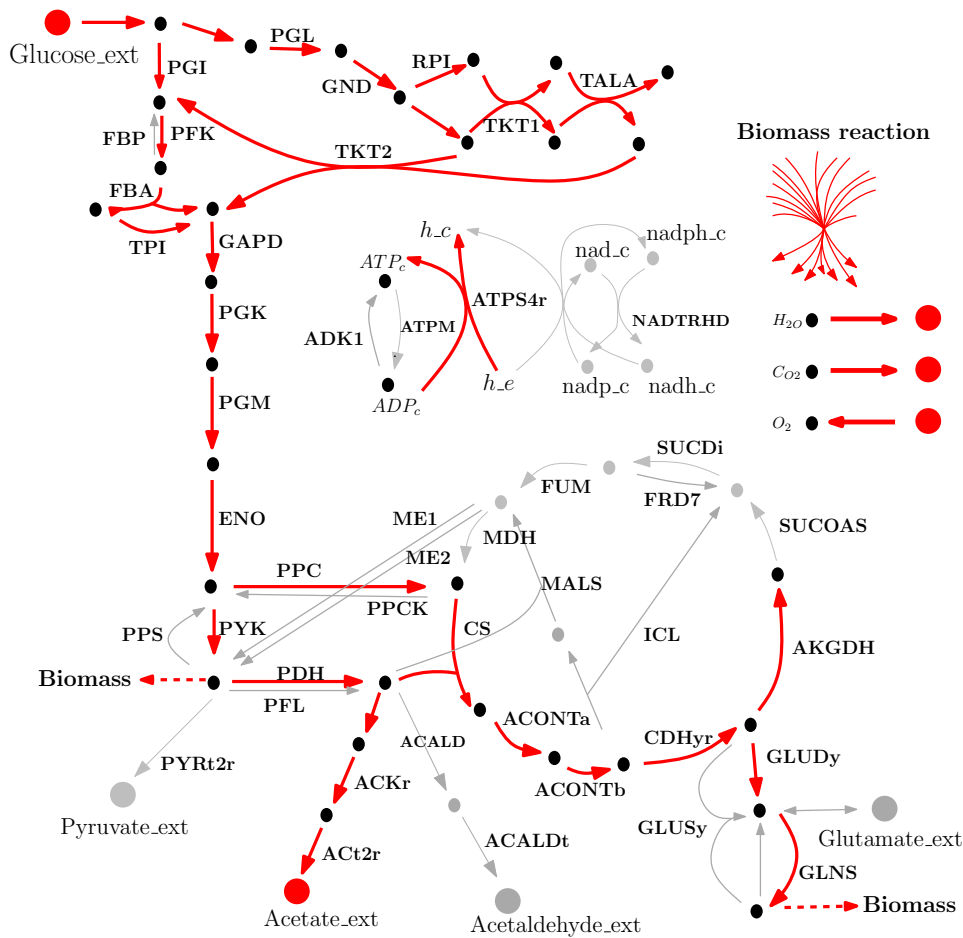 Glucose_ext
PGL
PGI
GND
RPI
TALA
TKT1
FBP
PFK
TKT2
Biomass reaction
FBA
TPI
GAPD
h_c
nadph_c
nad_c
ATP_c
ATPS4r
PGK
ADK1
ATPM
NADTRHD
H_2O
C_{O2}
h_e
nadp_c
nadh_c
ADP_c
PGM
O_2
SUCDi
FUM
FRD7
ENO
ME1
MDH
SUCOAS
ME2
PPC
MALS
PPCK
PPS
PYK
CS
ICL
AKGDH
Biomass
PDH
PFL
ACONTa
PYRt2r
ACALD
CDHyr
GLUDy
ACKr
ACONTb
Pyruvate_ext
GLUSy
Glutamate_ext
ACt2r
ACALDt
GLNS
Acetate_ext
Acetaldehyde_ext
Biomass